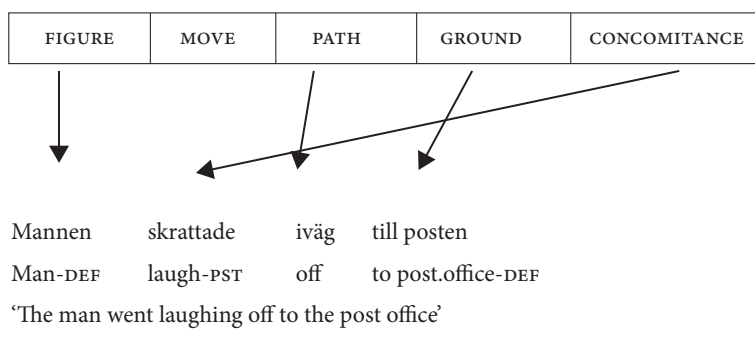 FIGURE MOVE PATH GROUND CONCOMITANCE
Mannen skrattade iväg till posten
Man-DEF laugh-PST off to post.office-DEF
‘The man went laughing off to the post office’